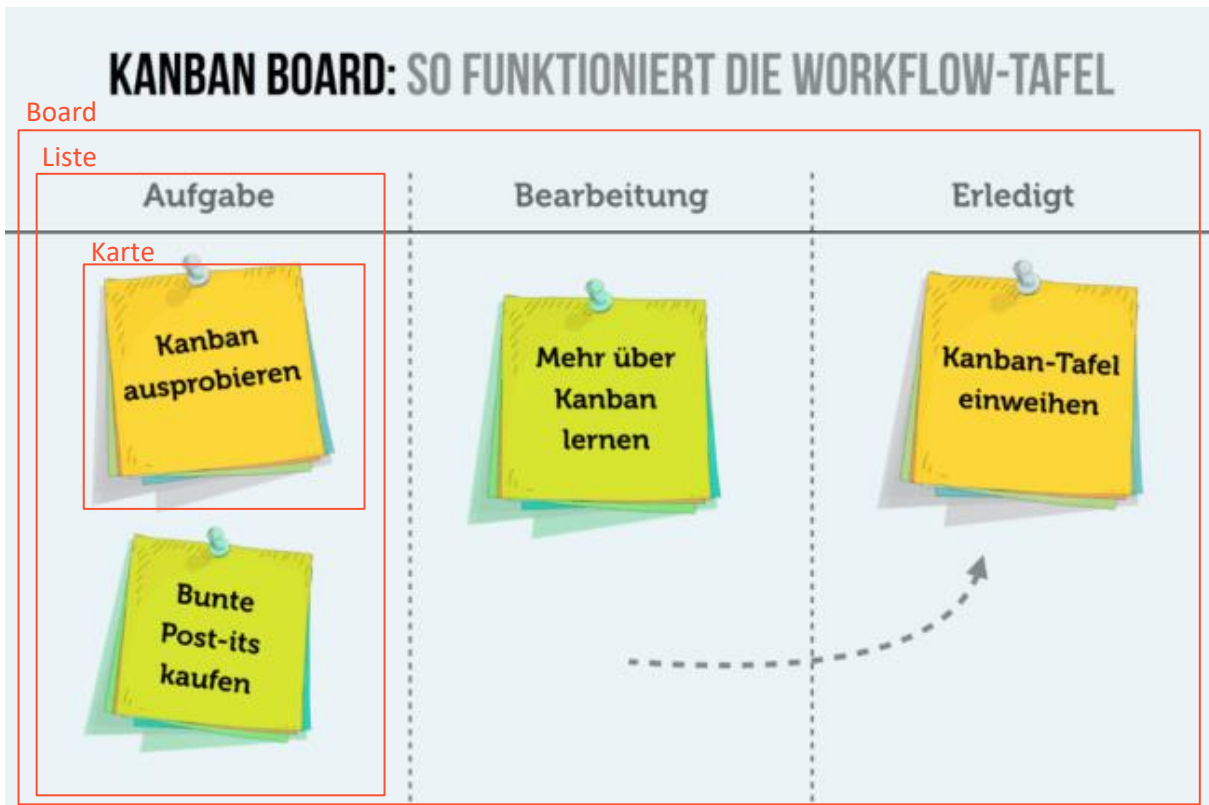 KANBAN BOARD: SO FUNKTIONIERT DIE WORKFLOW-TAFEL
Board
Liste
Aufgabe
Bearbeitung
Erledigt
Karte
Kanban
ausprobieren
Bunte
Post-its
kaufen
Mehr über
Kanban
lernen
Kanban-Tafel
einweihen